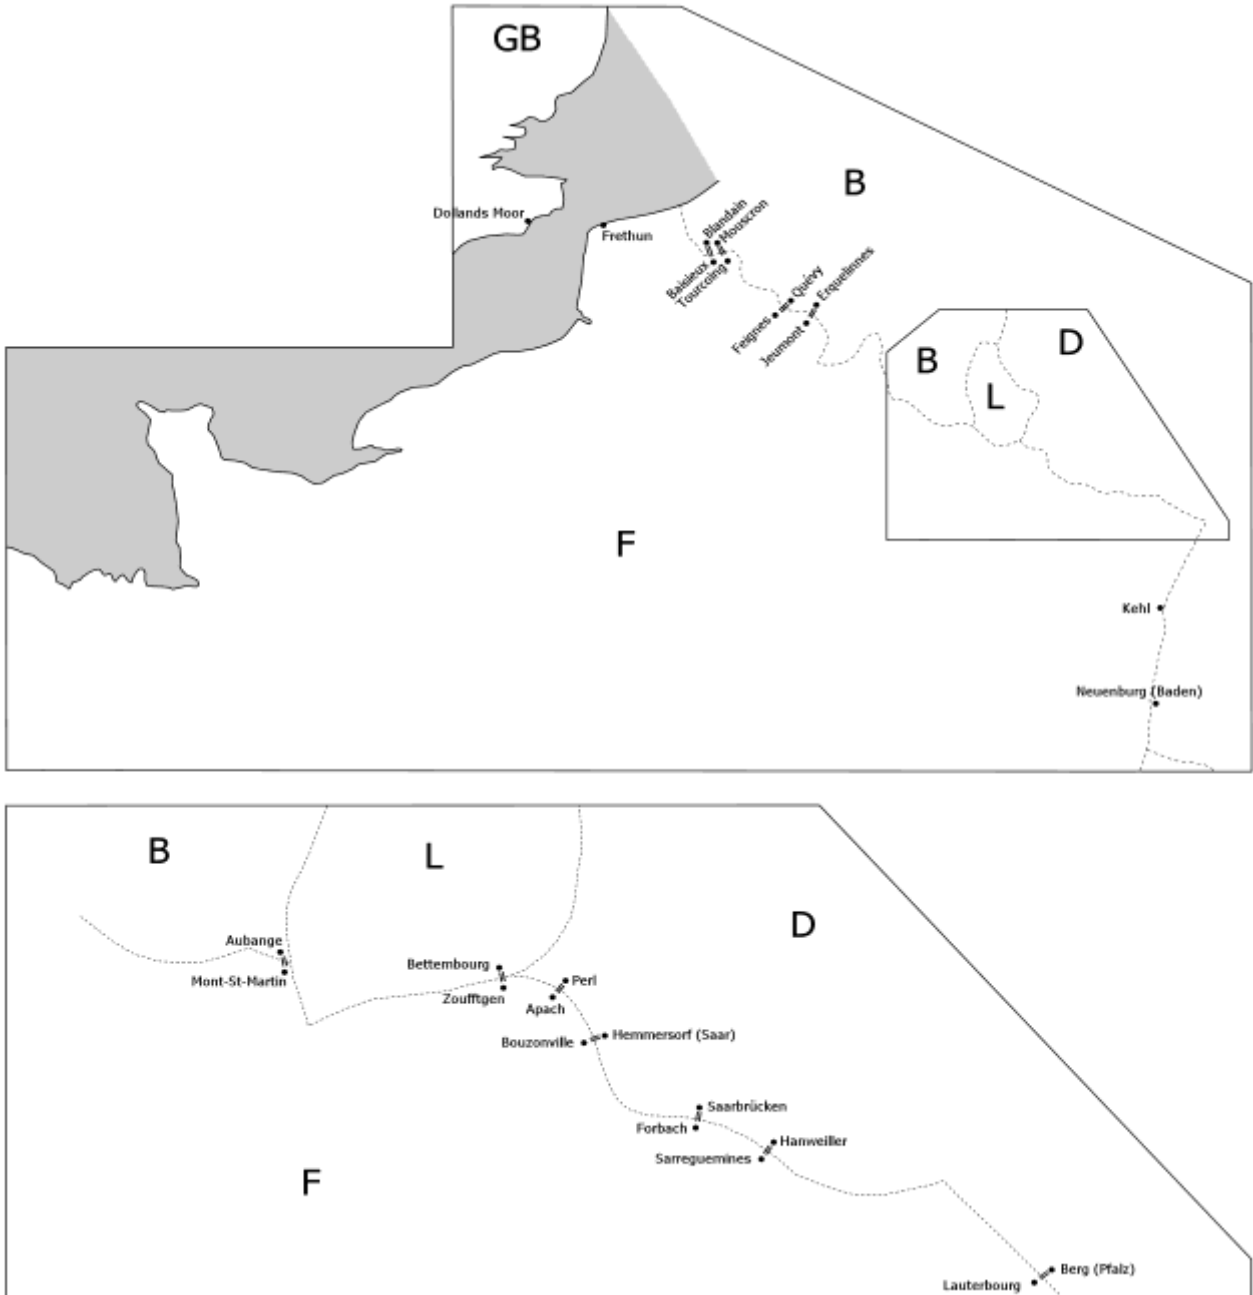 GB
B
Dollands Moor
Frethun
Blandain
Mouscron
Baisieux
Tourcoing
Quévy
Erquelinnes
Feignes
Jeumont
B
D
L
F
Kehl
Neuenburg (Baden)
B
L
D
Aubange
Mont-St-Martin
Bettembourg
Zoufftgen
Perl
Apach
Hemmersorf (Saar)
Bouzonville
Saarbrücken
Forbach
Hanweiller
Sarreguemines
F
Berg (Pfalz)
Lauterbourg